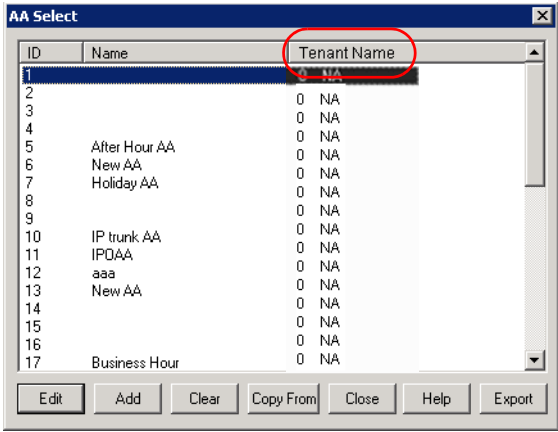 AA Select
ID Name Tenant Name
1 0 NA
2 0 NA
3 0 NA
4 0 NA
5 After Hour AA 0 NA
6 New AA 0 NA
7 Holiday AA 0 NA
8 0 NA
9 0 NA
10 IP trunk AA 0 NA
11 IPOAA 0 NA
12 aaa 0 NA
13 New AA 0 NA
14 0 NA
15 0 NA
16 0 NA
17 Business Hour 0 NA
Edit Add Clear Copy From Close Help Export